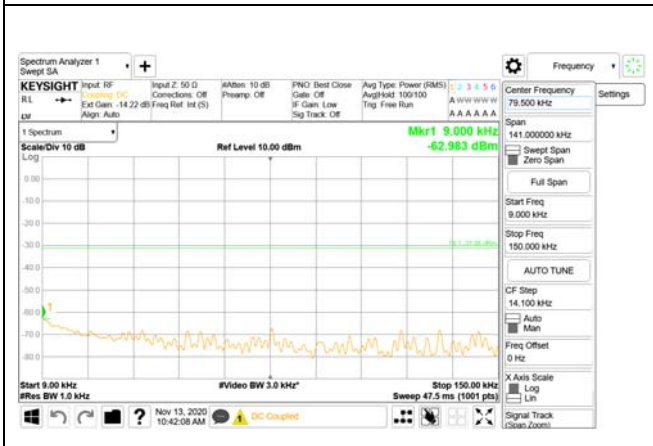 Spectrum Analyzer 1
Swept SA
+
Frequency
KEYSIGHT
RL
Input: RF
Coupling: DC
Ext Gain: -14.22 dB
Align: Auto
Input Z: 50 Ω
Corrections: Off
Freq Ref: Int (S)
#Atten: 10 dB
Preamp: Off
PNO: Best Close
Gate: Off
IF Gain: Low
Sig Track: Off
Avg Type: Power (RMS)
Avg|Hold: 100/100
Trig: Free Run
1 2 3 4 5 6
A W W W W W
A A A A A A
1 Spectrum
Scale/Div 10 dB
Log
Ref Level 10.00 dBm
Mkr1 9.000 kHz
-62.983 dBm
0.00
-10.0
-20.0
-30.0
-40.0
-50.0
-60.0
-70.0
-80.0
1
Start 9.00 kHz
#Res BW 1.0 kHz
#Video BW 3.0 kHz*
Stop 150.00 kHz
Sweep 47.5 ms (1001 pts)
Center Frequency
79.500 kHz
Settings
Span
141.000000 kHz
Swept Span
Zero Span
Full Span
Start Freq
9.000 kHz
Stop Freq
150.000 kHz
AUTO TUNE
CF Step
14.100 kHz
Auto
Man
Freq Offset
0 Hz
X Axis Scale
Log
Lin
Signal Track
(Span Zoom)
?
Nov 13, 2020
10:42:08 AM
DC Coupled